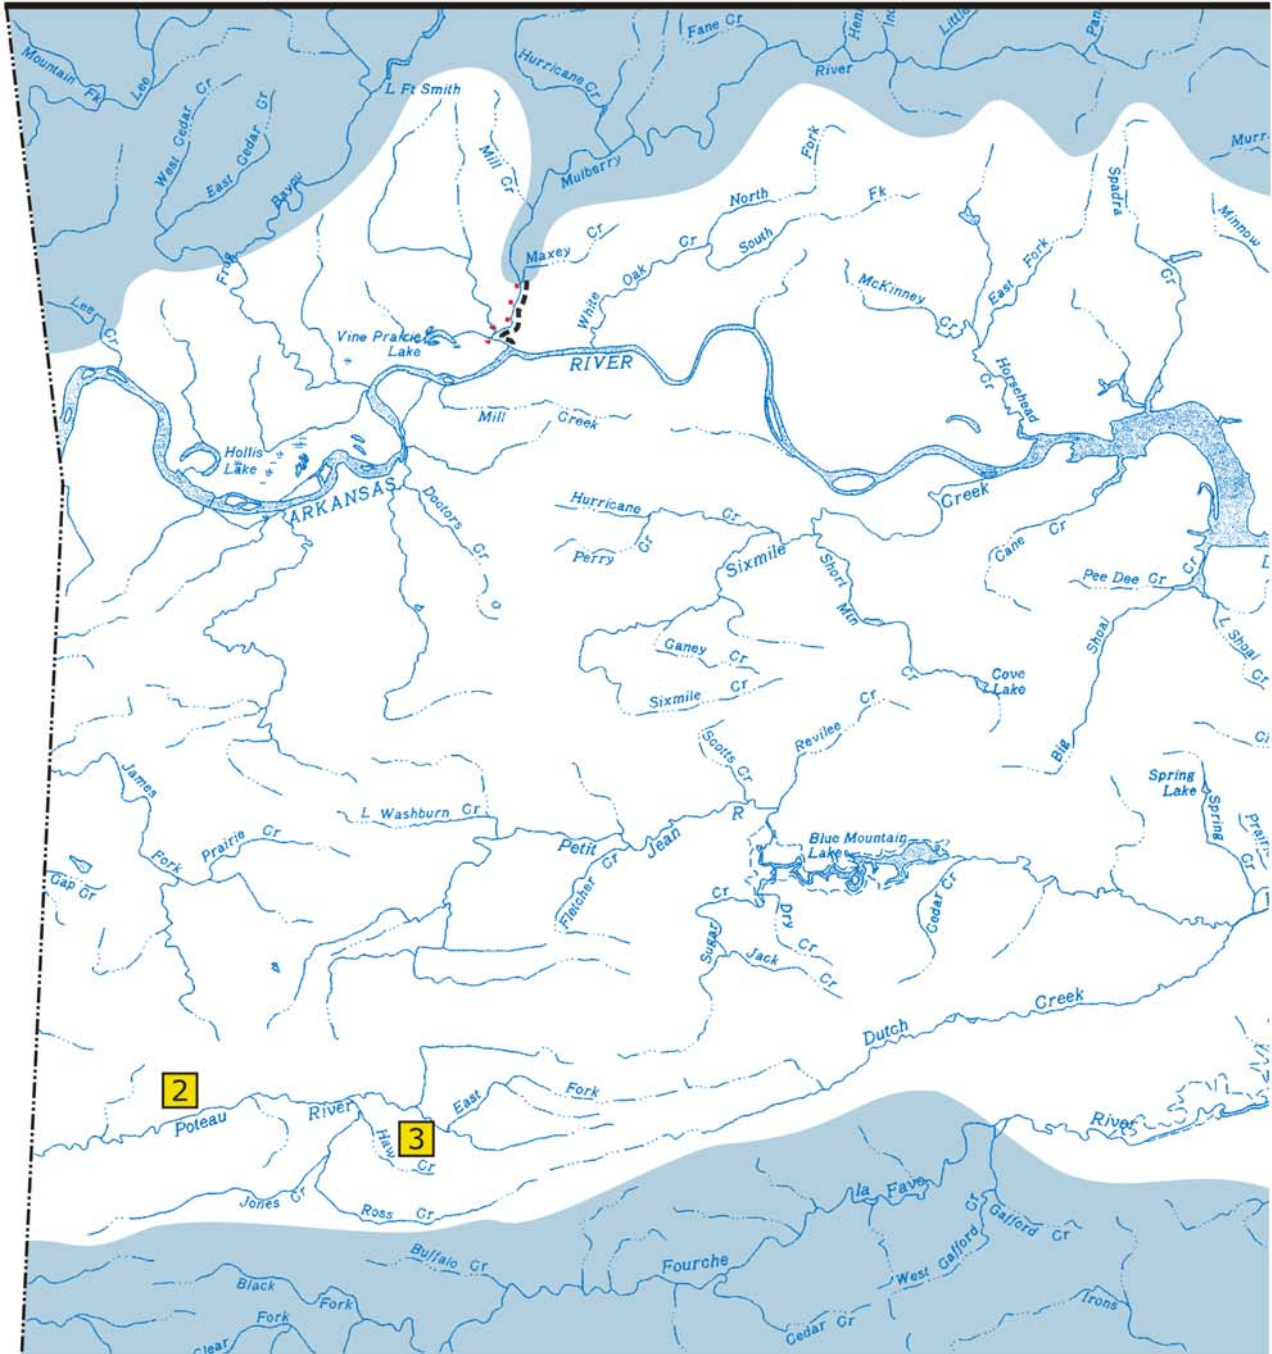 Fane Cr
Little
Hurricane Cr
River
Mountain Fk
Lee
L Ft Smith
West Cedar Cr
East Cedar Cr
Mill Cr
Mulberry
Fork
Murr
Bayou
Frog
North
Fk
South
Spadra
Cr
Minnow
Maxey Cr
White Oak Cr
East Fork
McKinney Cr
Lee Cr
Vine Prairie
Lake
RIVER
Horsehead
Cr
Mill Creek
Hollis
Lake
ARKANSAS
Doctors Cr
Creek
Hurricane Cr
Perry Cr
Sixmile
Short
Mtn
Cr
Cane Cr
Pee Dee Cr
Cr
Shoal
Big
L Shoal
Cr
Ganey Cr
Sixmile Cr
Cove
Lake
Revilee Cr
Scotts Cr
Spring
Lake
Spring
Cr
James
Fork
L Washburn Cr
Prairie Cr
Petit Jean R
Blue Mountain
Lake
Gap Cr
Fletcher Cr
Cr
Sugar
Dry
Cr
Cedar Cr
Jack
Cr
Dutch Creek
2
Poteau River
East Fork
3
Haw
Cr
River
Jones Cr
Ross Cr
la Fave
Gafford Cr
West Gafford
Cr
Buffalo Cr
Fourche
Black
Fork
Fork
Clear
Cedar Cr
Irons